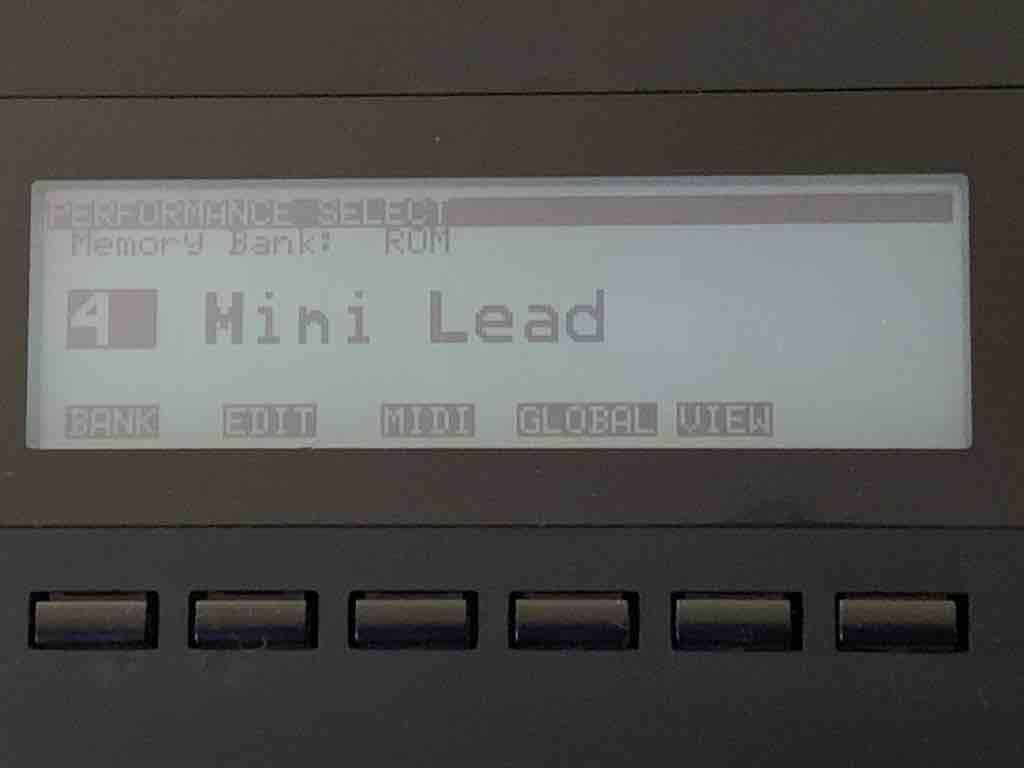 PERFORMANCE SELECT
Memory Bank: ROM
4 Mini Lead
BANK EDIT MIDI GLOBAL VIEW